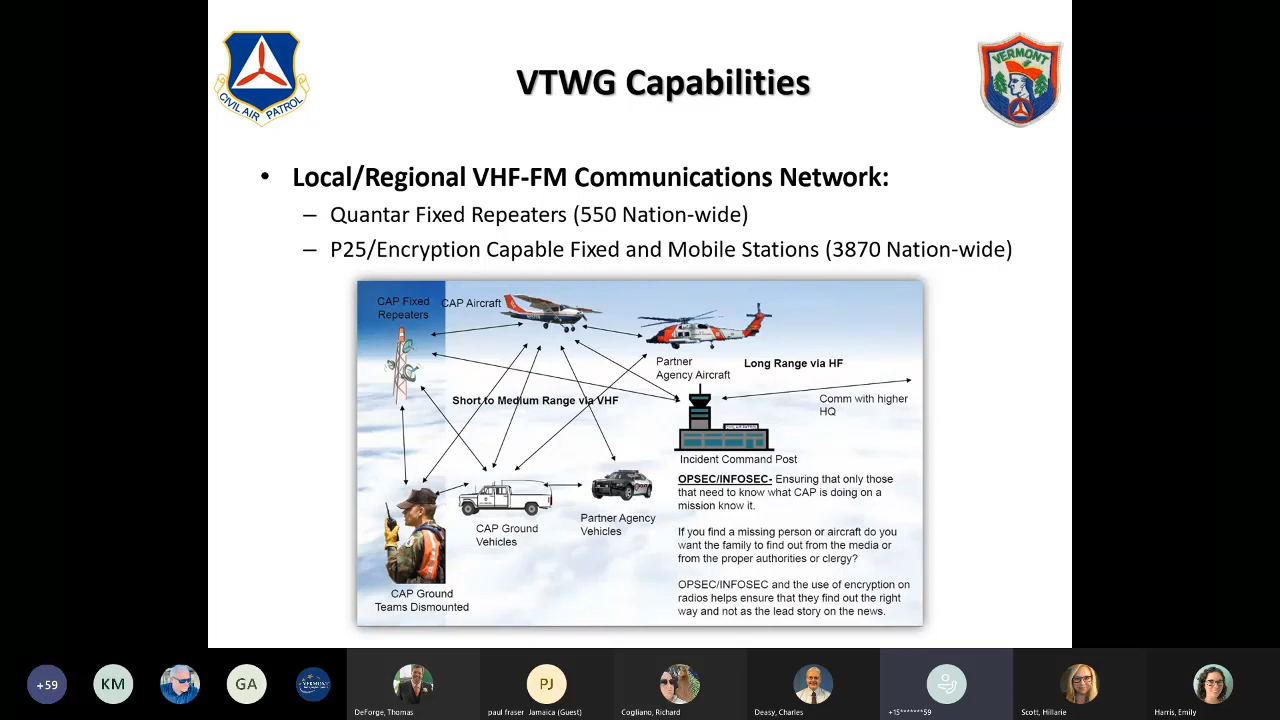 VTWG Capabilities
CIVIL AIR PATROL
VERMONT
• Local/Regional VHF-FM Communications Network:
– Quantar Fixed Repeaters (550 Nation-wide)
– P25/Encryption Capable Fixed and Mobile Stations (3870 Nation-wide)
CAP Fixed
Repeaters
CAP Aircraft
Partner
Agency Aircraft
Long Range via HF
Short to Medium Range via VHF
Comm with higher
HQ
CIVIL AIR PATROL
Incident Command Post
OPSEC/INFOSEC- Ensuring that only those
that need to know what CAP is doing on a
mission know it.
If you find a missing person or aircraft do you
want the family to find out from the media or
from the proper authorities or clergy?
OPSEC/INFOSEC and the use of encryption on
radios helps ensure that they find out the right
way and not as the lead story on the news.
CAP Ground
Vehicles
Partner Agency
Vehicles
CAP Ground
Teams Dismounted
+59
KM
GA
VERMONT
DeForge, Thomas
PJ
paul fraser Jamaica (Guest)
Cogliano, Richard
Deasy, Charles
+15*******59
Scott, Hillarie
Harris, Emily